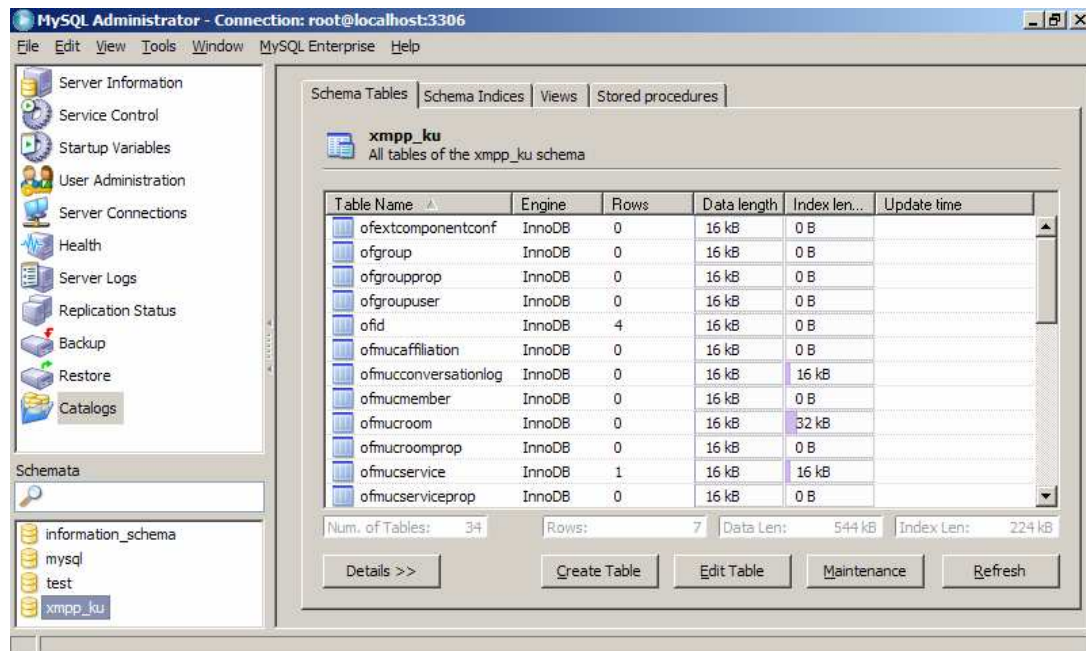 MySQL Administrator - Connection: root@localhost:3306
File Edit View Tools Window MySQL Enterprise Help
Server Information
Service Control
Startup Variables
User Administration
Server Connections
Health
Server Logs
Replication Status
Backup
Restore
Catalogs
Schemata
information_schema
mysql
test
xmpp_ku
Schema Tables Schema Indices Views Stored procedures
xmpp_ku
All tables of the xmpp_ku schema
Table Name Engine Rows Data length Index len... Update time
ofextcomponentconf InnoDB 0 16 kB 0 B
ofgroup InnoDB 0 16 kB 0 B
ofgroupprop InnoDB 0 16 kB 0 B
ofgroupuser InnoDB 0 16 kB 0 B
ofid InnoDB 4 16 kB 0 B
ofmucaffiliation InnoDB 0 16 kB 0 B
ofmucconversationlog InnoDB 0 16 kB 16 kB
ofmucmember InnoDB 0 16 kB 0 B
ofmucroom InnoDB 0 16 kB 32 kB
ofmucroomprop InnoDB 0 16 kB 0 B
ofmucservice InnoDB 1 16 kB 16 kB
ofmucserviceprop InnoDB 0 16 kB 0 B
Num. of Tables: 34 Rows: 7 Data Len: 544 kB Index Len: 224 kB
Details >> Create Table Edit Table Maintenance Refresh